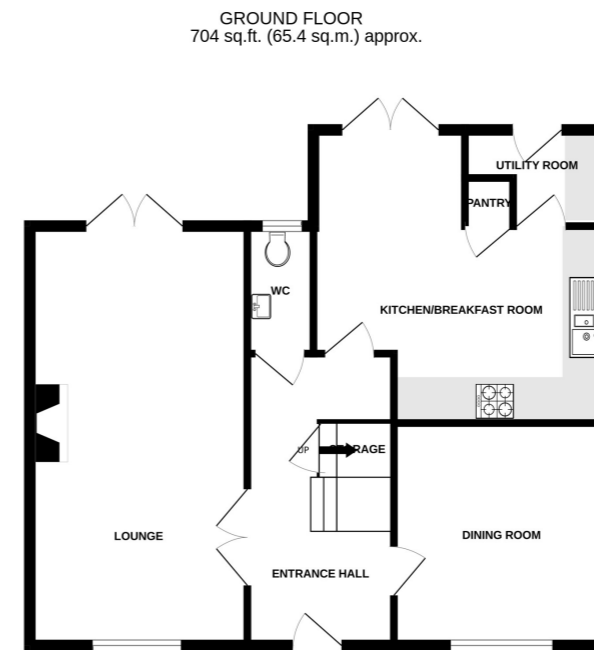 GROUND FLOOR
704 sq.ft. (65.4 sq.m.) approx.
UTILITY ROOM
PANTRY
WC
KITCHEN/BREAKFAST ROOM
UP
LOUNGE
DINING ROOM
ENTRANCE HALL